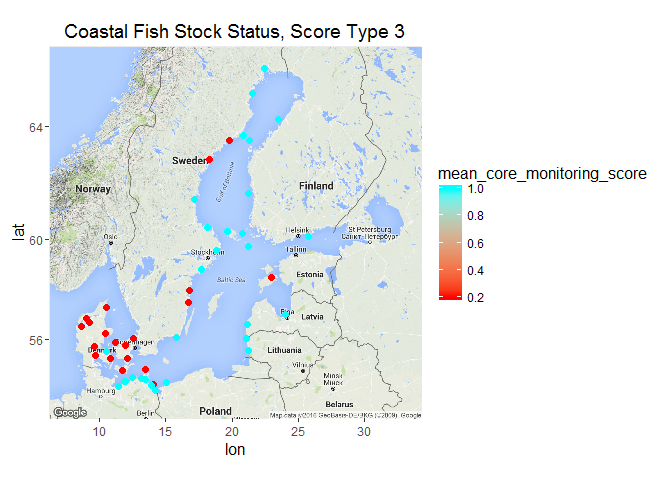 Coastal Fish Stock Status, Score Type 3
64
60
56
lat
Norway
Sweden
Finland
Gulf of Bothnia
Oslo
Helsinki
St Petersburg
Санкт-Петербург
Stockholm
Tallinn
Estonia
Baltic Sea
Riga
Latvia
Denmark
Lithuania
Vilnius
Minsk
Мінск
Hamburg
Berlin
Poland
Belarus
Google
Map data ©2016 GeoBasis-DE/BKG (©2009), Google
10
15
20
25
30
lon
mean_core_monitoring_score
1.0
0.8
0.6
0.4
0.2